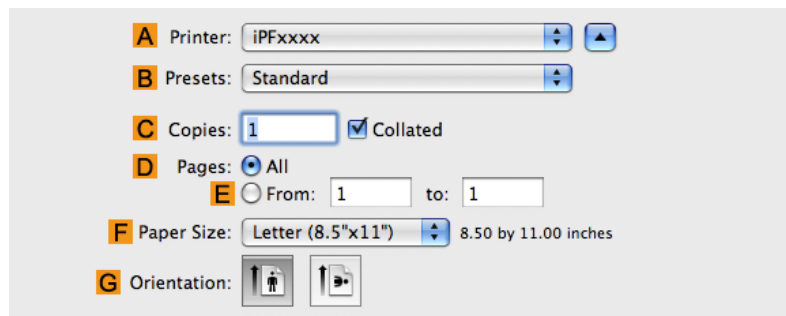 A Printer: iPFxxxx
B Presets: Standard
C Copies: 1 Collated
D Pages: All
E From: 1 to: 1
F Paper Size: Letter (8.5"x11") 8.50 by 11.00 inches
G Orientation: